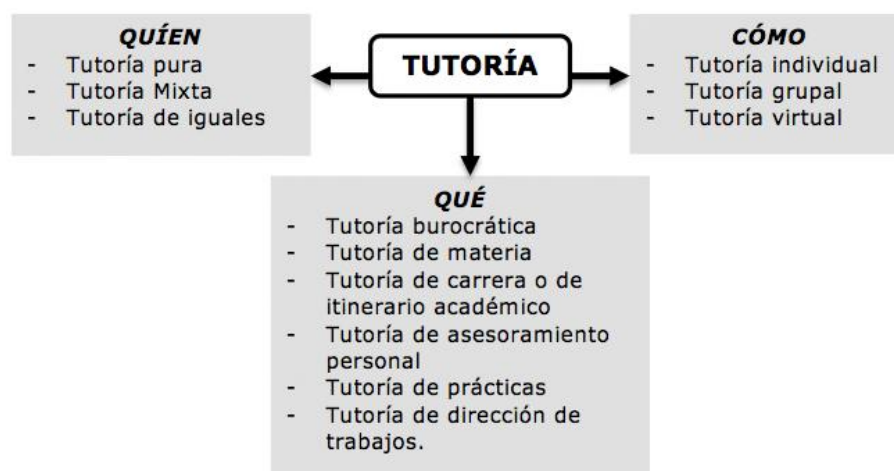 TUTORÍA
QUÍEN
- Tutoría pura
- Tutoría Mixta
- Tutoría de iguales
CÓMO
- Tutoría individual
- Tutoría grupal
- Tutoría virtual
QUÉ
- Tutoría burocrática
- Tutoría de materia
- Tutoría de carrera o de
itinerario académico
- Tutoría de asesoramiento
personal
- Tutoría de prácticas
- Tutoría de dirección de
trabajos.